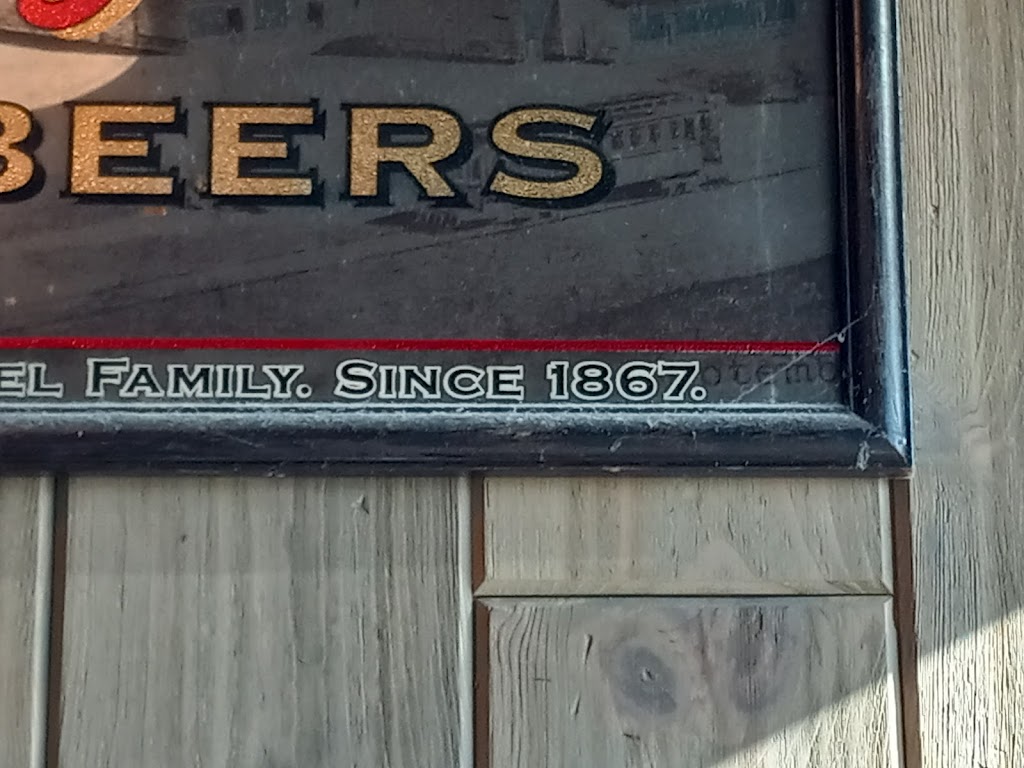 BEERS
EL FAMILY. SINCE 1867.